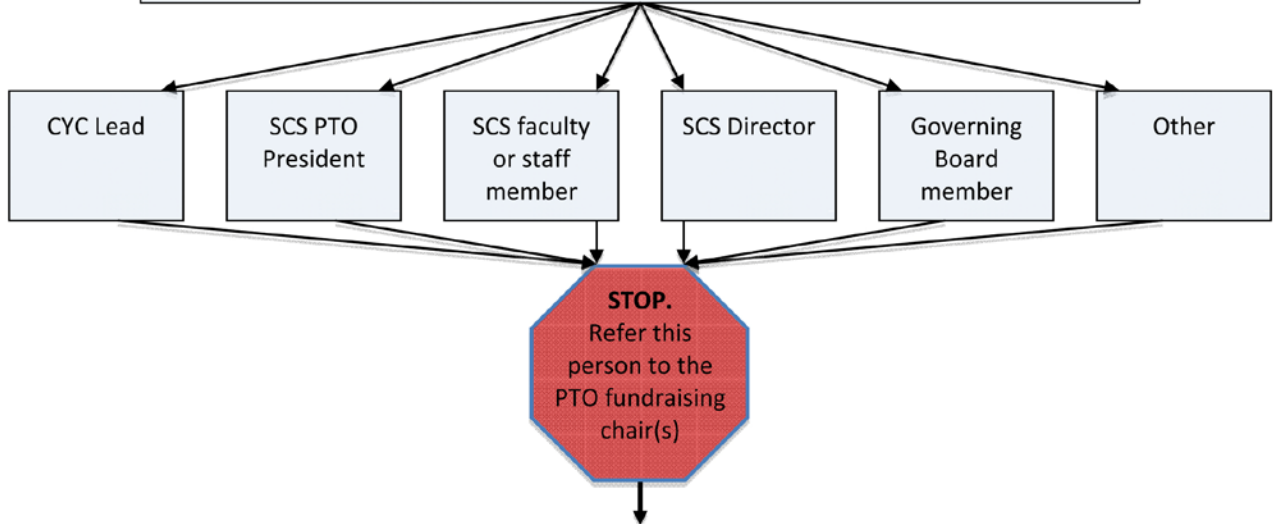 CYC Lead
SCS PTO
President
SCS faculty
or staff
member
SCS Director
Governing
Board
member
Other
STOP.
Refer this
person to the
PTO fundraising
chair(s)